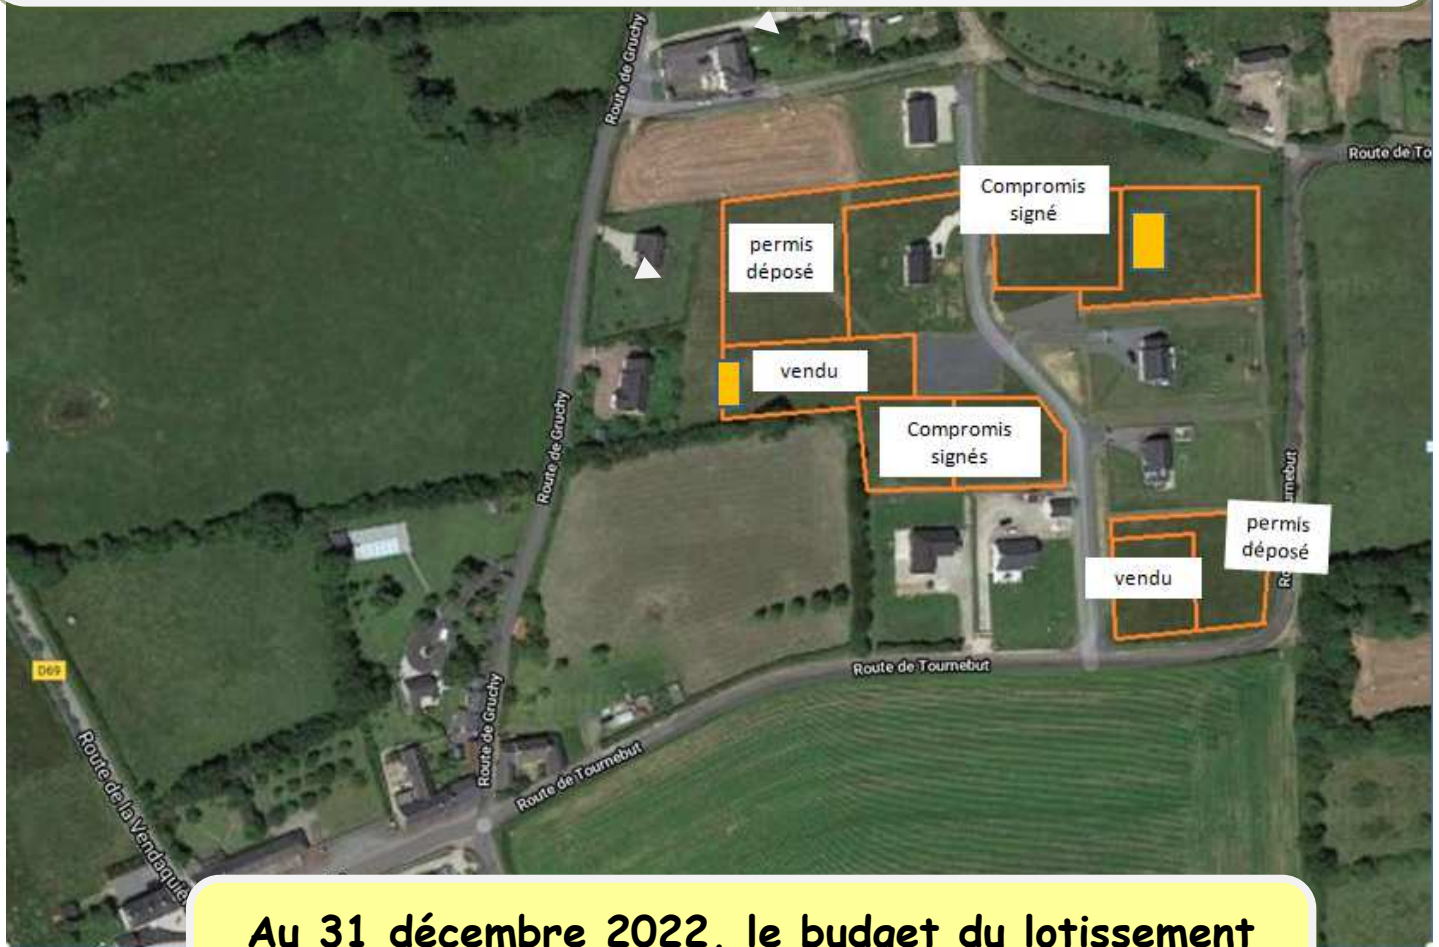 Route de Gruchy
Route de To
Compromis
signé
permis
déposé
vendu
Route de Gruchy
Compromis
signés
permis
déposé
vendu
Route de Tournebut
D69
Route de Gruchy
Route de Tournebut
Route de la Vendaquie
Au 31 décembre 2022, le budget du lotissement